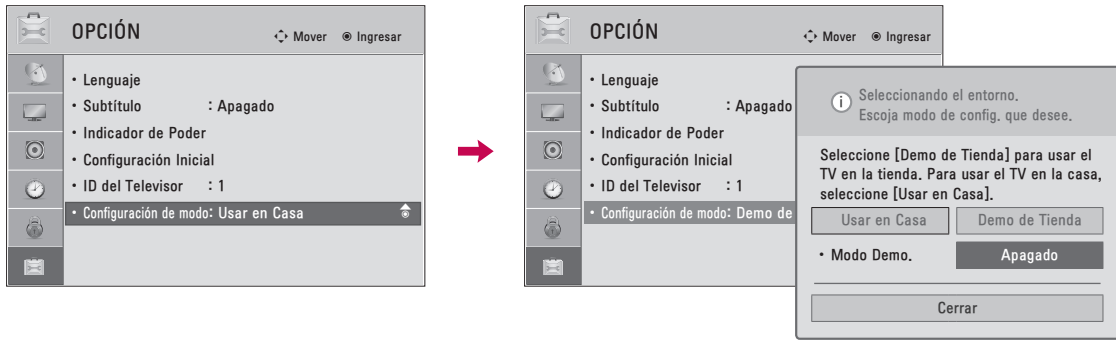 OPCIÓN
Mover
Ingresar
• Lenguaje
• Subtítulo : Apagado
• Indicador de Poder
• Configuración Inicial
• ID del Televisor : 1
• Configuración de modo: Usar en Casa
OPCIÓN
Mover
Ingresar
• Lenguaje
• Subtítulo : Apagado
• Indicador de Poder
• Configuración Inicial
• ID del Televisor : 1
• Configuración de modo: Demo de
i
Seleccionando el entorno.
Escoja modo de config. que desee.
Seleccione [Demo de Tienda] para usar el
TV en la tienda. Para usar el TV en la casa,
seleccione [Usar en Casa].
Usar en Casa
Demo de Tienda
• Modo Demo.
Apagado
Cerrar